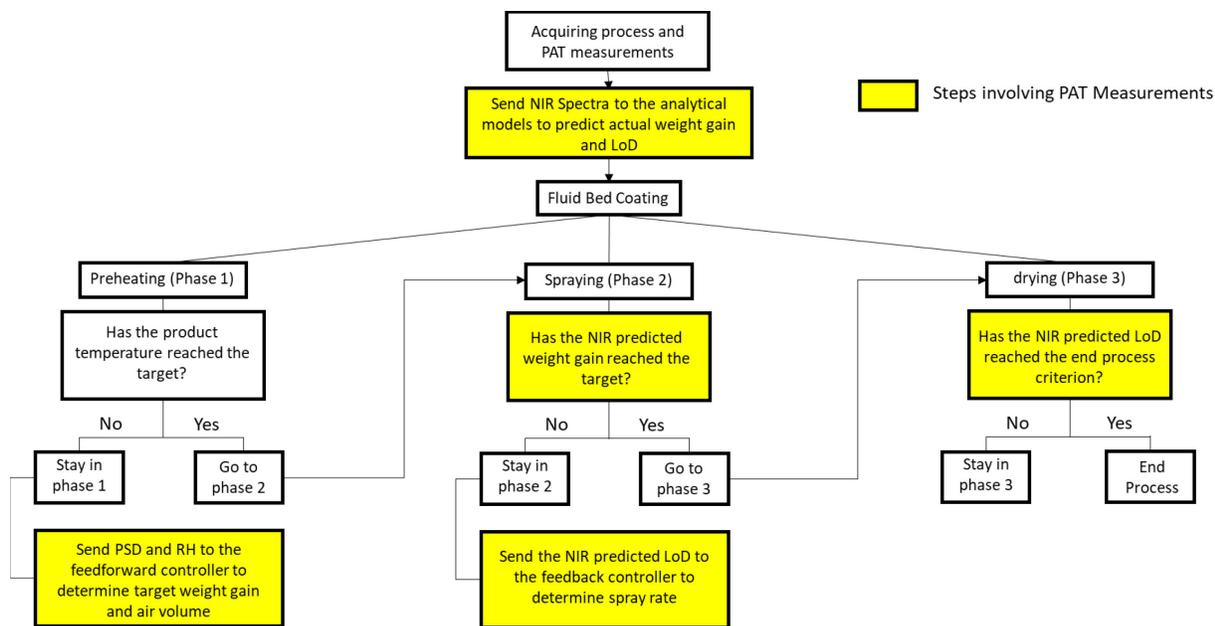 Acquiring process and
PAT measurements
Send NIR Spectra to the analytical
models to predict actual weight gain
and LoD
Steps involving PAT Measurements
Fluid Bed Coating
Preheating (Phase 1)
Spraying (Phase 2)
drying (Phase 3)
Has the product
temperature reached the
target?
Has the NIR predicted
weight gain reached the
target?
Has the NIR predicted LoD
reached the end process
criterion?
No
Yes
No
Yes
No
Yes
Stay in
phase 1
Go to
phase 2
Stay in
phase 2
Go to
phase 3
Stay in
phase 3
End
Process
Send PSD and RH to the
feedforward controller to
determine target weight gain
and air volume
Send the NIR predicted LoD to
the feedback controller to
determine spray rate